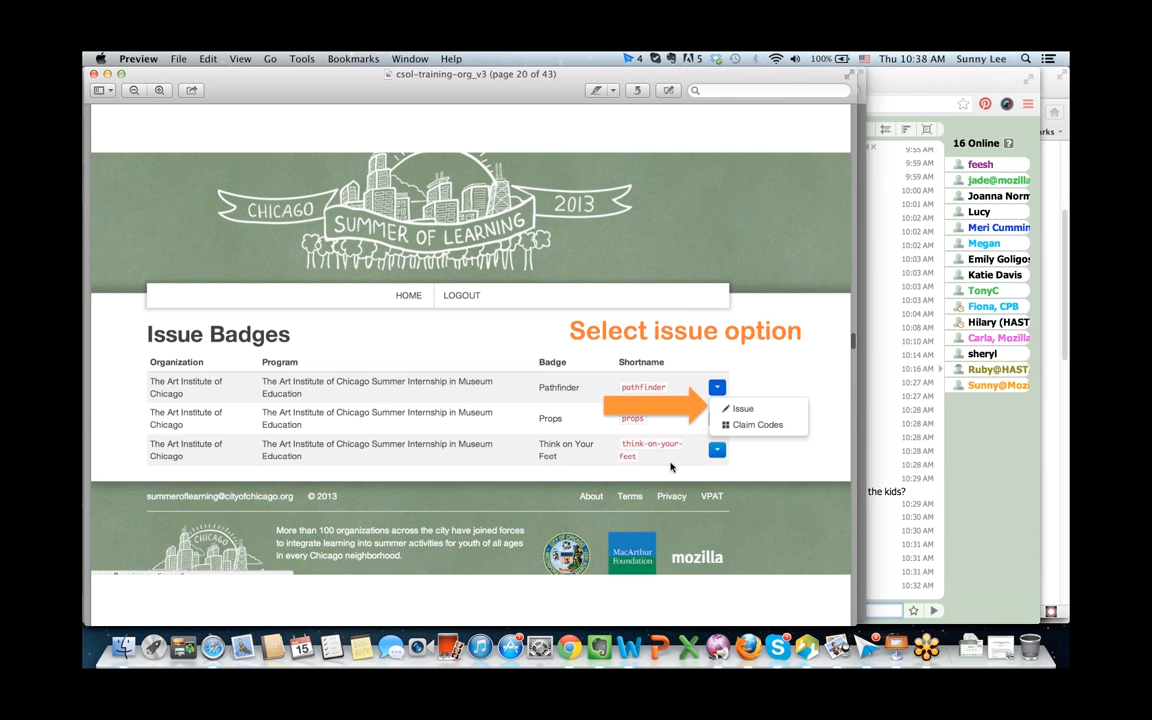 Preview File Edit View Go Tools Bookmarks Window Help 4 5 100% Thu 10:38 AM Sunny Lee
csol-training-org_v3 (page 20 of 43)
CHICAGO 2013
SUMMER OF LEARNING
HOME LOGOUT
Issue Badges
Select issue option
Organization Program Badge Shortname
The Art Institute of Chicago Summer Internship in Museum
The Art Institute of
Chicago
Education
Pathfinder
pathfinder
Issue
Claim Codes
The Art Institute of
Chicago
The Art Institute of Chicago Summer Internship in Museum
Education
Props
props
The Art Institute of
Chicago
The Art Institute of Chicago Summer Internship in Museum
Education
Think on Your
Feet
think-on-your-
feet
summeroflearning@cityofchicago.org © 2013 About Terms Privacy VPAT
CHICAGO
More than 100 organizations across the city have joined forces
to integrate learning into summer activities for youth of all ages
in every Chicago neighborhood.
MacArthur
Foundation
mozilla
arks
16 Online ?
9:55 AM
9:59 AM
9:59 AM
10:00 AM
10:01 AM
10:02 AM
10:02 AM
10:02 AM
10:03 AM
10:03 AM
10:03 AM
10:04 AM
10:08 AM
10:10 AM
10:14 AM
10:16 AM
10:27 AM
10:28 AM
10:28 AM
10:28 AM
10:28 AM
10:29 AM
the kids?
10:29 AM
10:30 AM
10:30 AM
10:31 AM
10:31 AM
10:31 AM
10:32 AM
feesh
jade@mozilla
Joanna Norm
Lucy
Meri Cummin
Megan
Emily Goligos
Katie Davis
TonyC
Fiona, CPB
Hilary (HAST
Carla, Mozilla
sheryl
Ruby@HAST
Sunny@Mozi
15